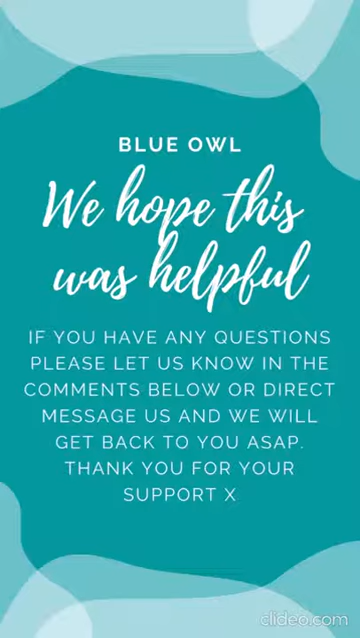 BLUE OWL
We hope this
was helpful
IF YOU HAVE ANY QUESTIONS
PLEASE LET US KNOW IN THE
COMMENTS BELOW OR DIRECT
MESSAGE US AND WE WILL
GET BACK TO YOU ASAP.
THANK YOU FOR YOUR
SUPPORT X
clideo.com